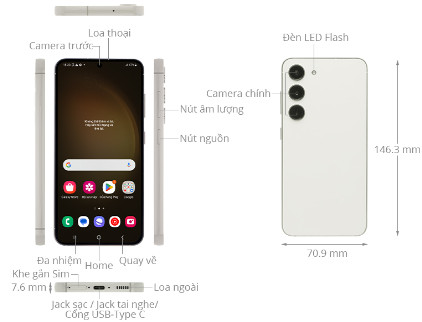 Loa thoại
Camera trước
Đèn LED Flash
Camera chính
Nút âm lượng
Nút nguồn
146.3 mm
70.9 mm
Đa nhiệm
Home
Quay về
Khe gắn Sim
7.6 mm
Loa ngoài
Jack sạc / Jack tai nghe/
Cổng USB-Type C